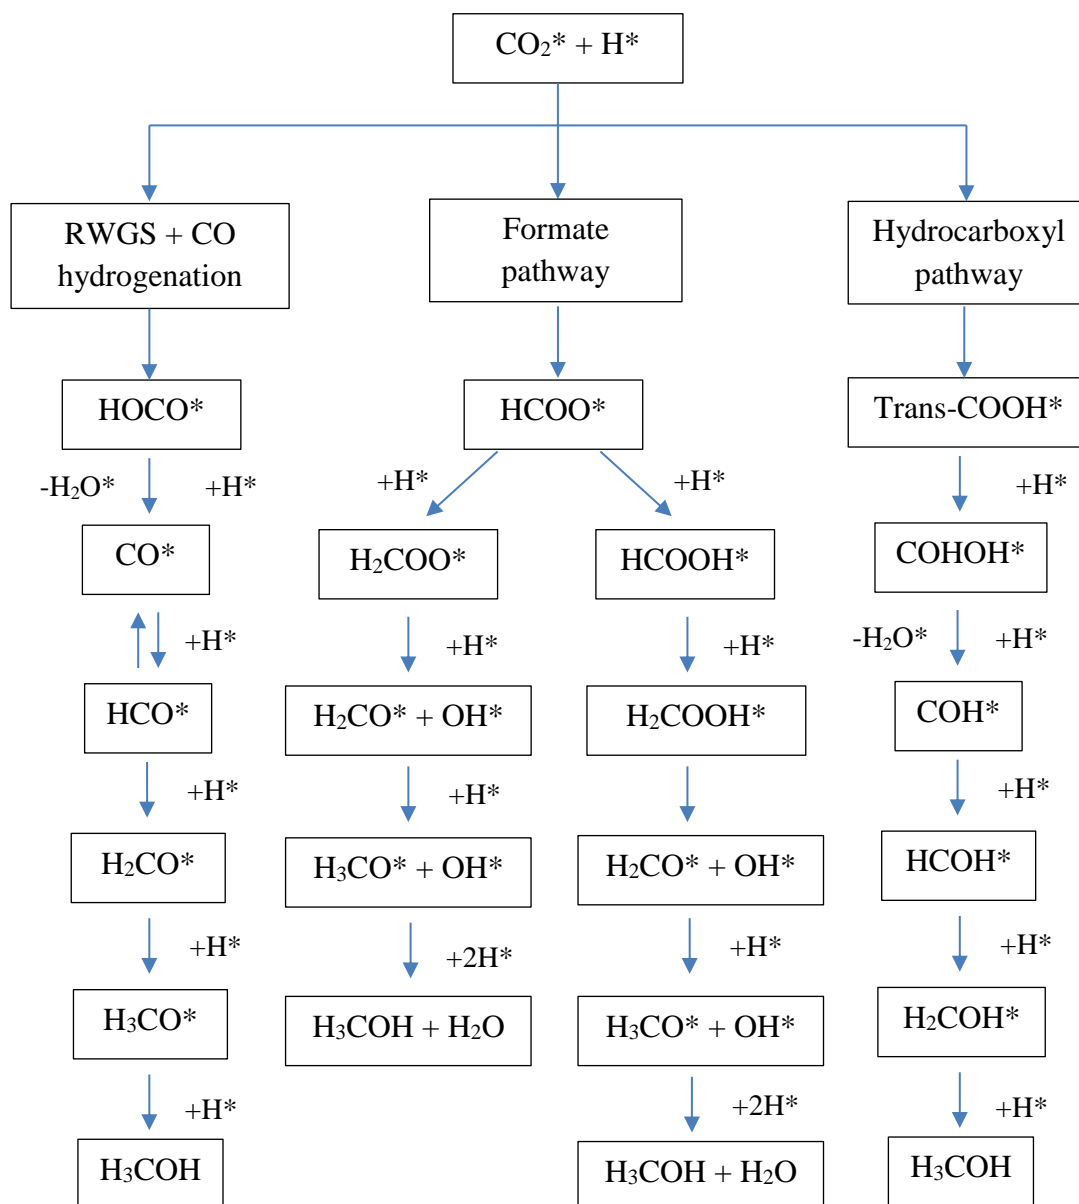 CO₂* + H*
RWGS + CO
hydrogenation
Formate
pathway
Hydrocarboxyl
pathway
HOCO*
HCOO*
Trans-COOH*
-H₂O*
+H*
+H*
+H*
+H*
CO*
H₂COO*
HCOOH*
COHOH*
+H*
+H*
+H*
-H₂O*
+H*
HCO*
H₂CO* + OH*
H₂COOH*
COH*
+H*
+H*
+H*
H₂CO*
H₃CO* + OH*
H₂CO* + OH*
HCOH*
+H*
+2H*
+H*
+H*
H₃CO*
H₃COH + H₂O
H₃CO* + OH*
H₂COH*
+H*
+2H*
+H*
H₃COH
H₃COH + H₂O
H₃COH